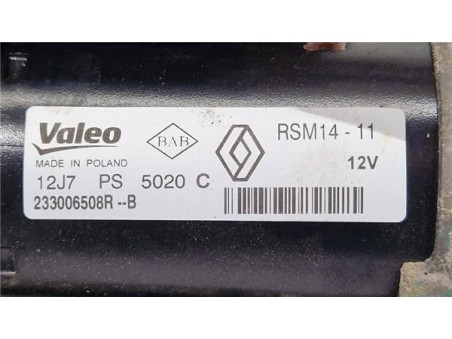 Valeo
MADE IN POLAND
BAB
RSM14 - 11
12V
12J7 PS 5020 C
233006508R--B